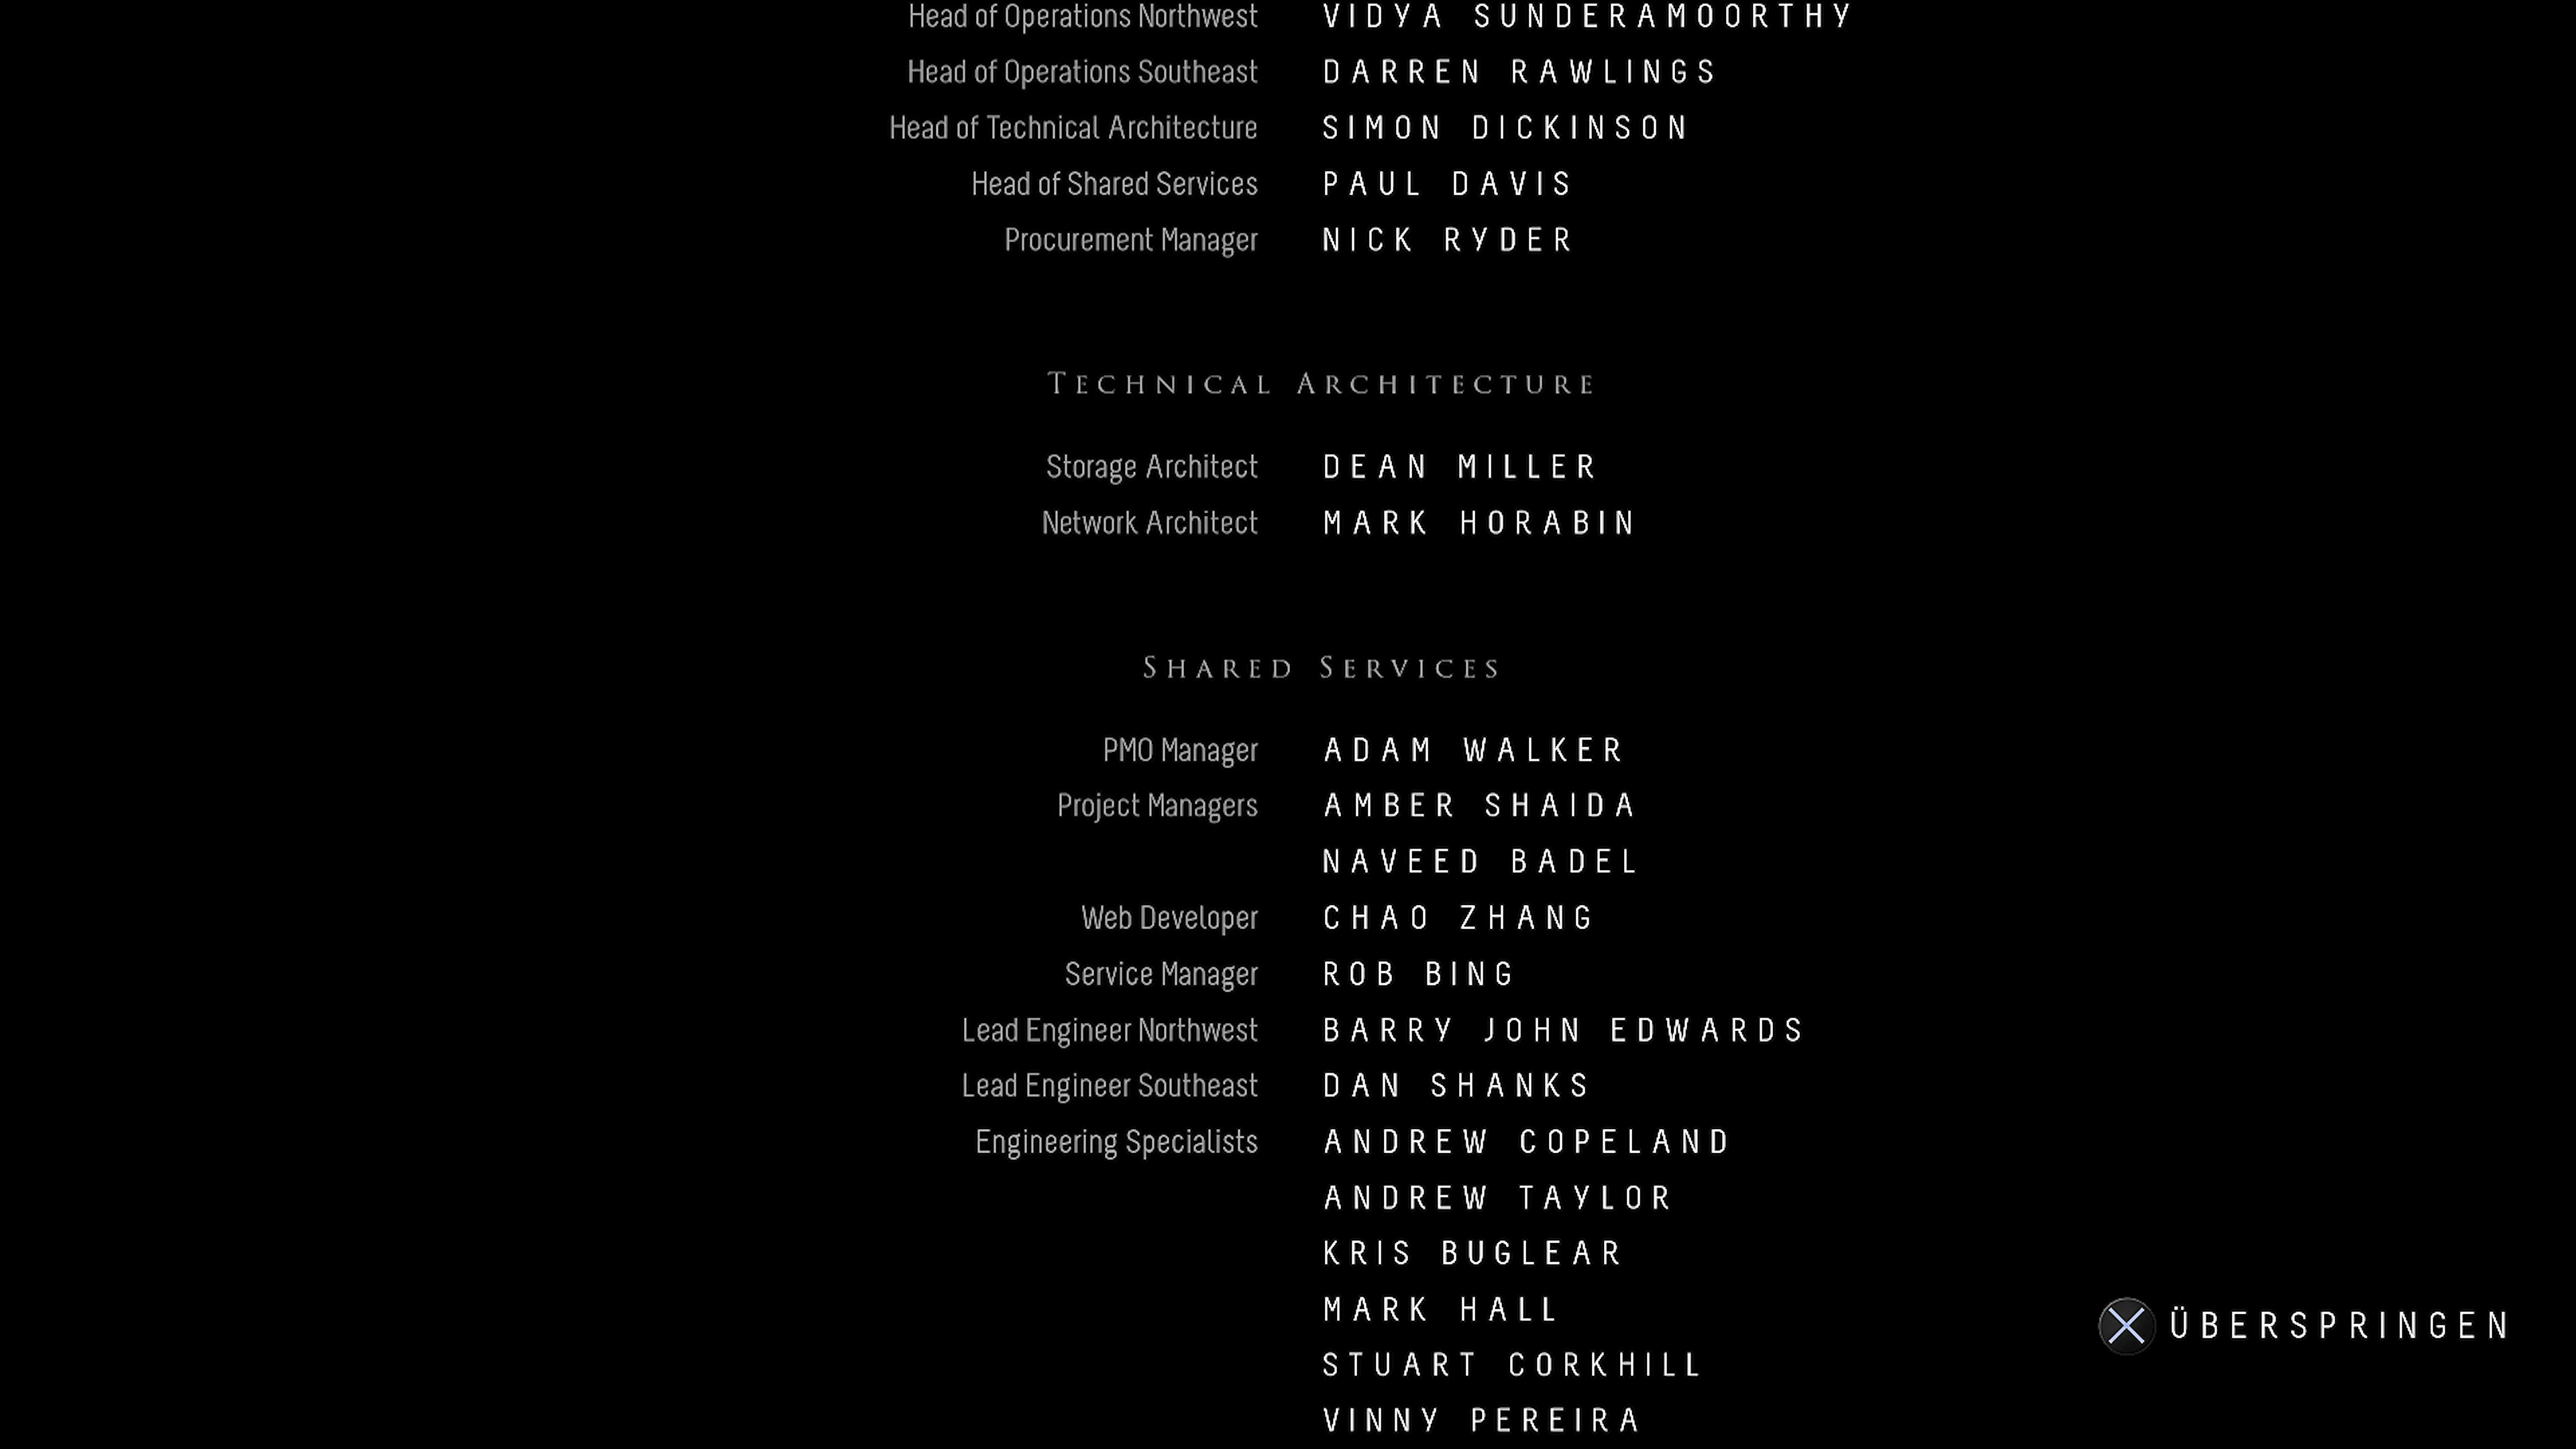 Head of Operations Northwest VIDYA SUNDERAMOORTHY
Head of Operations Southeast DARREN RAWLINGS
Head of Technical Architecture SIMON DICKINSON
Head of Shared Services PAUL DAVIS
Procurement Manager NICK RYDER
TECHNICAL ARCHITECTURE
Storage Architect DEAN MILLER
Network Architect MARK HORABIN
SHARED SERVICES
PMO Manager ADAM WALKER
Project Managers AMBER SHAIDA
NAVEED BADEL
Web Developer CHAO ZHANG
Service Manager ROB BING
Lead Engineer Northwest BARRY JOHN EDWARDS
Lead Engineer Southeast DAN SHANKS
Engineering Specialists ANDREW COPELAND
ANDREW TAYLOR
KRIS BUGLEAR
MARK HALL
STUART CORKHILL
VINNY PEREIRA
ÜBERSPRINGEN